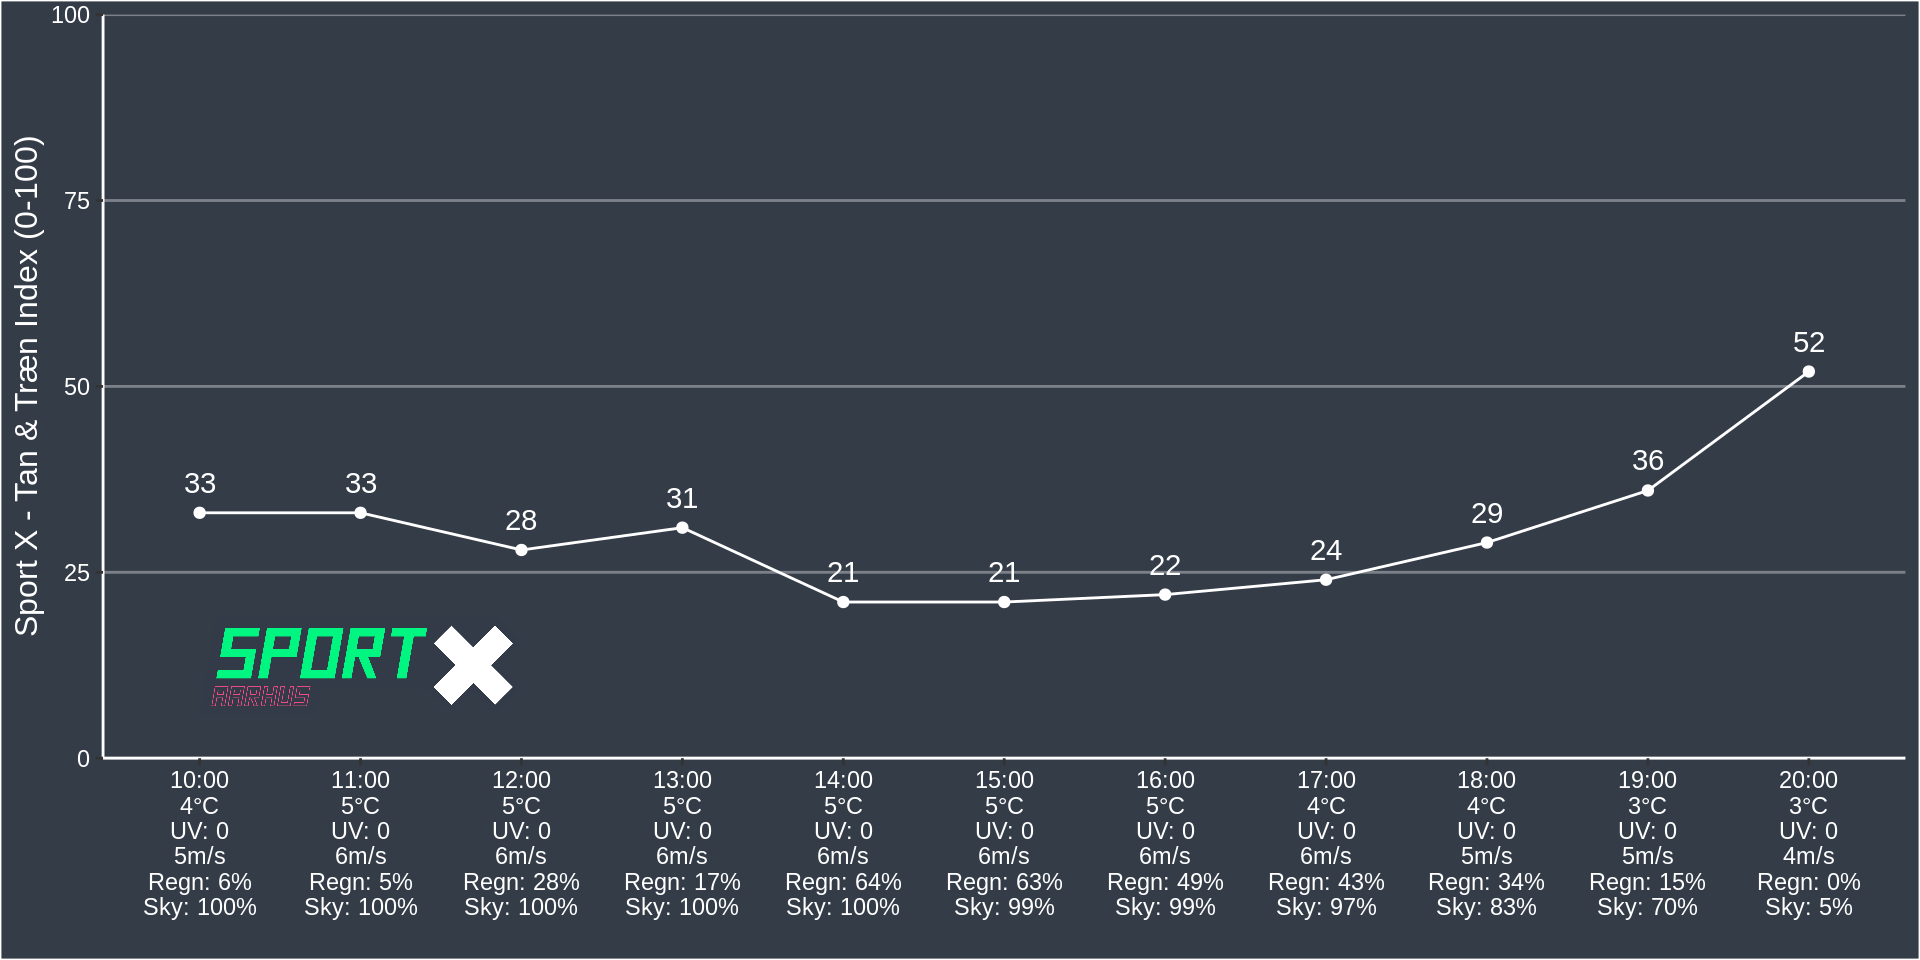 Sport X - Tan & Træn Index (0-100)
100
75
50
25
0
33
33
28
31
21
21
22
24
29
36
52
SPORT X
AARHUS
10:00
4°C
UV: 0
5m/s
Regn: 6%
Sky: 100%
11:00
5°C
UV: 0
6m/s
Regn: 5%
Sky: 100%
12:00
5°C
UV: 0
6m/s
Regn: 28%
Sky: 100%
13:00
5°C
UV: 0
6m/s
Regn: 17%
Sky: 100%
14:00
5°C
UV: 0
6m/s
Regn: 64%
Sky: 100%
15:00
5°C
UV: 0
6m/s
Regn: 63%
Sky: 99%
16:00
5°C
UV: 0
6m/s
Regn: 49%
Sky: 99%
17:00
4°C
UV: 0
6m/s
Regn: 43%
Sky: 97%
18:00
4°C
UV: 0
5m/s
Regn: 34%
Sky: 83%
19:00
3°C
UV: 0
5m/s
Regn: 15%
Sky: 70%
20:00
3°C
UV: 0
4m/s
Regn: 0%
Sky: 5%